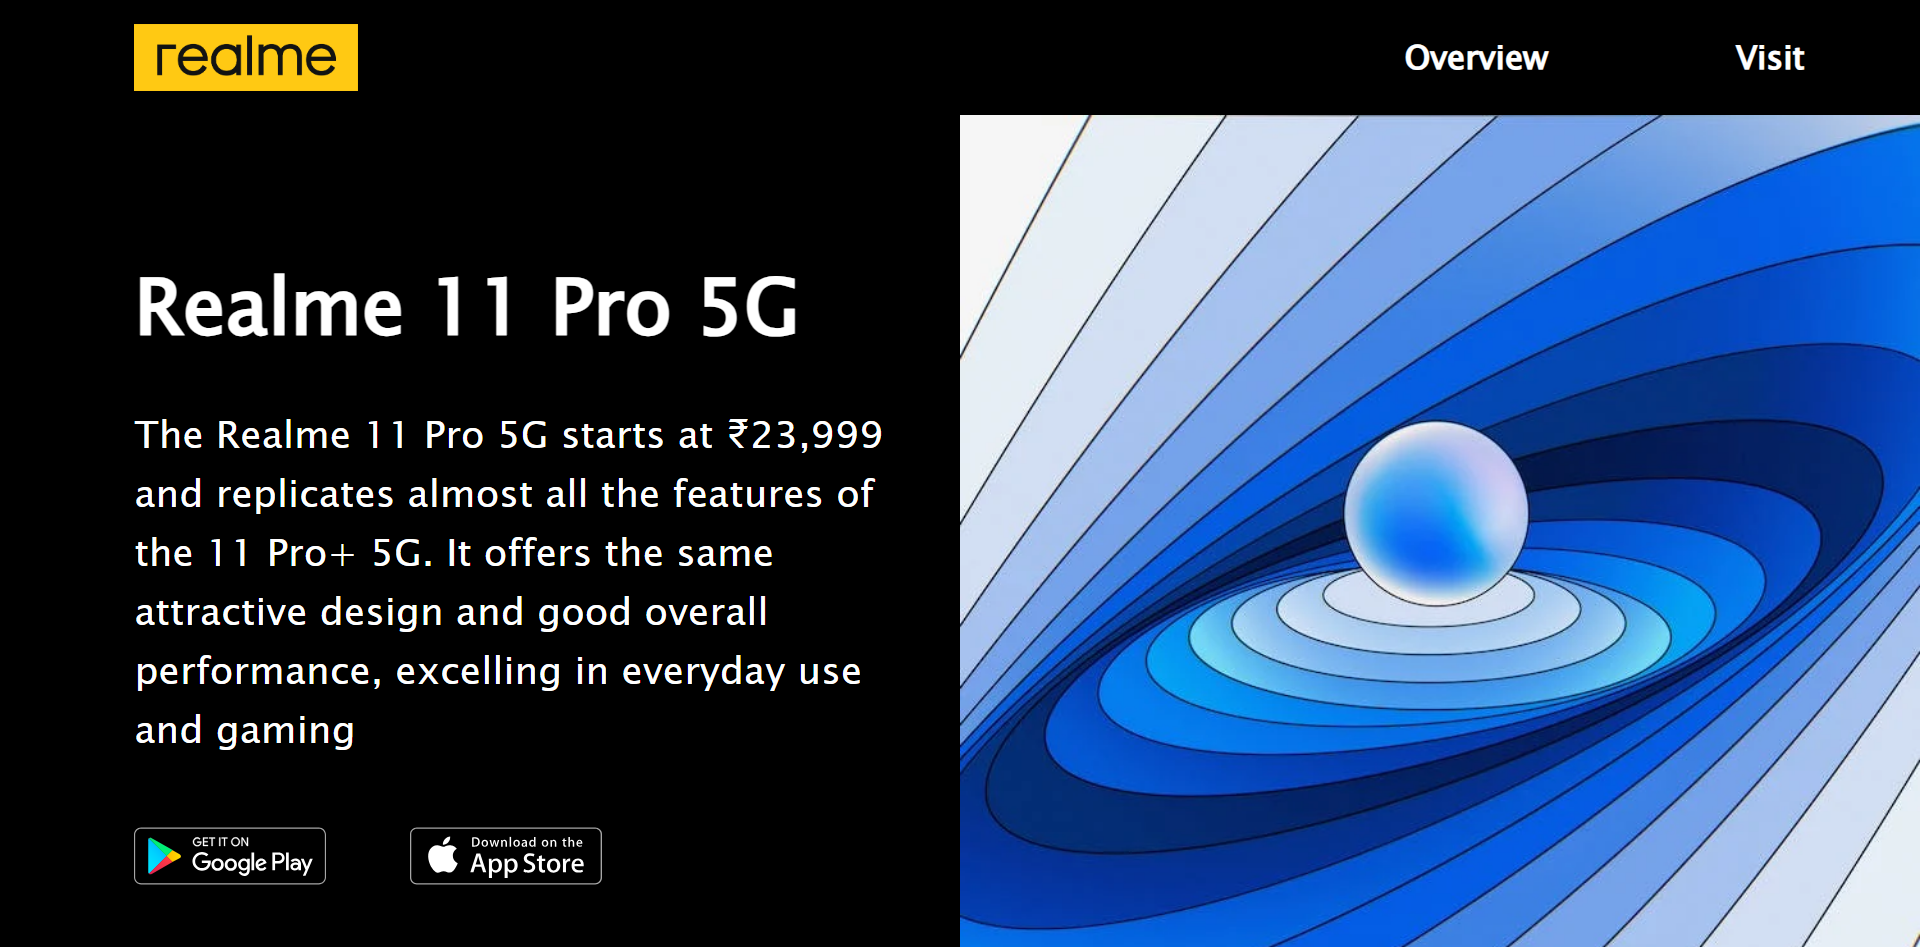 realme
Overview
Visit
Realme 11 Pro 5G
The Realme 11 Pro 5G starts at ₹23,999
and replicates almost all the features of
the 11 Pro+ 5G. It offers the same
attractive design and good overall
performance, excelling in everyday use
and gaming
GET IT ON
Google Play
Download on the
App Store